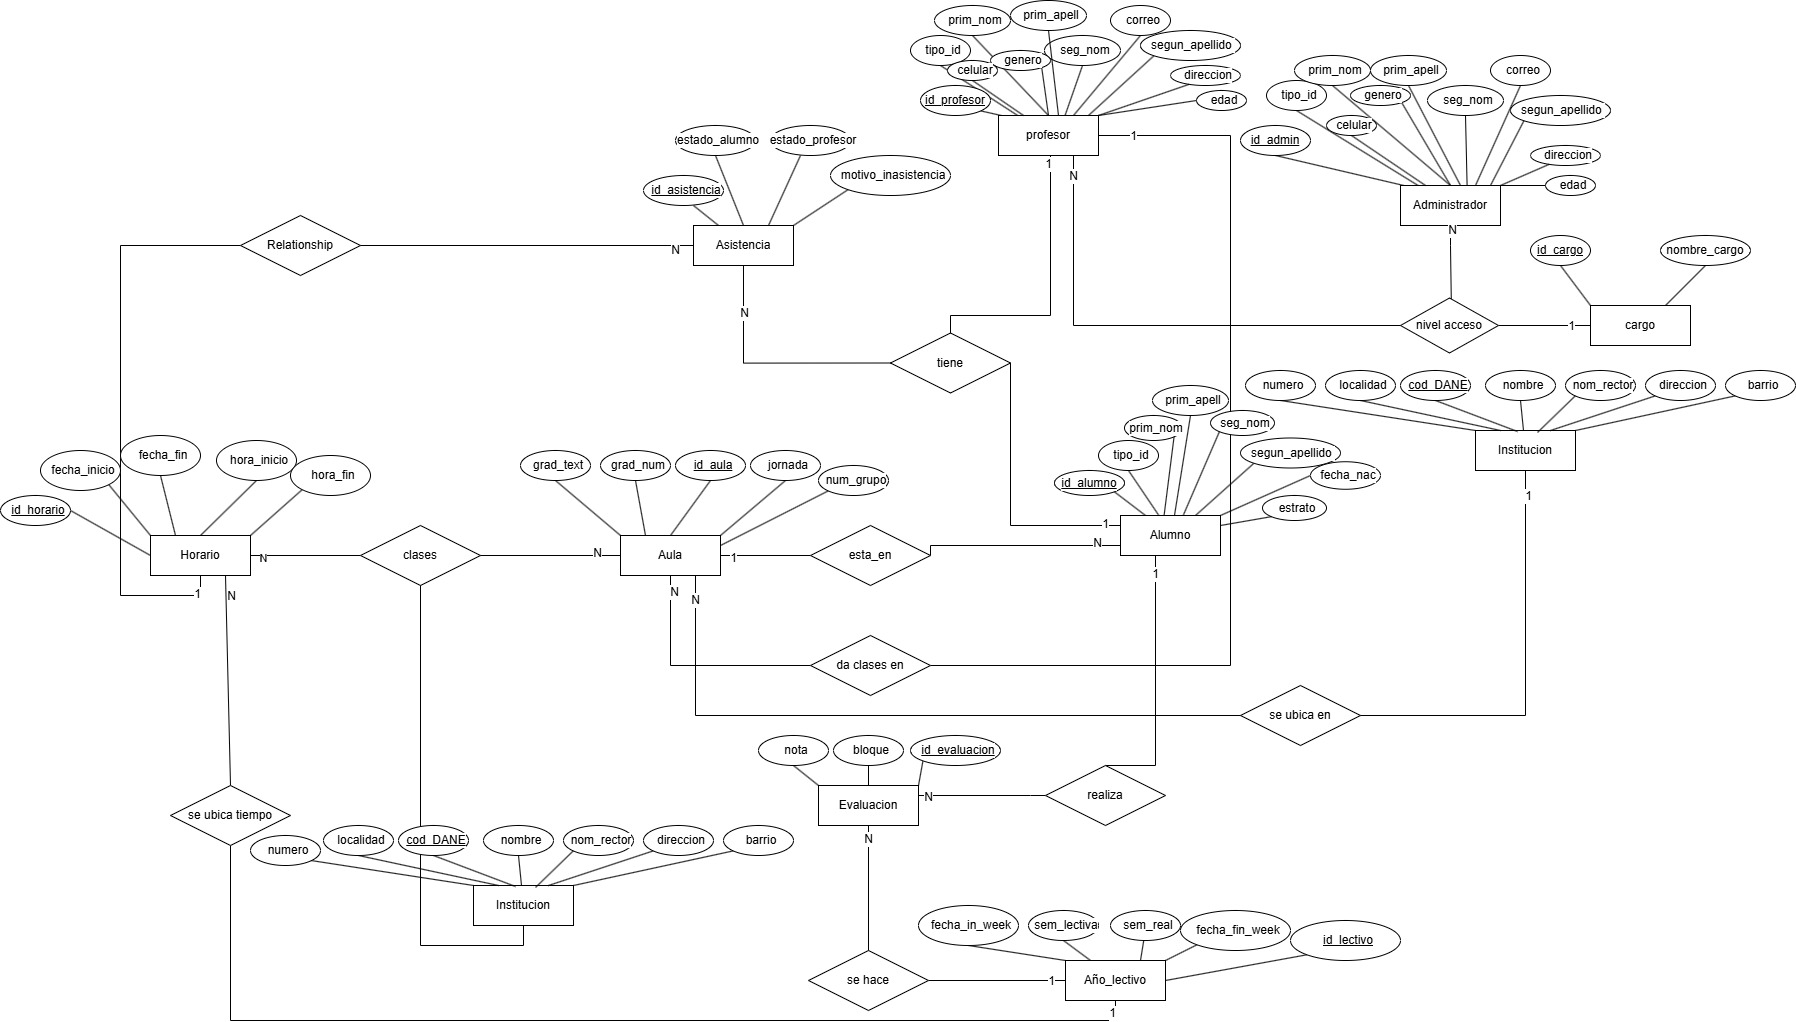 prim_nom
prim_apell
correo
tipo_id
genero
seg_nom
segun_apellido
celular
direccion
id_profesor
edad
profesor
1
1
N
prim_nom
prim_apell
correo
tipo_id
genero
seg_nom
segun_apellido
celular
id_admin
direccion
edad
Administrador
N
estado_alumno
estado_profesor
id_asistencia
motivo_inasistencia
Asistencia
N
N
Relationship
id_cargo
nombre_cargo
nivel acceso
1
cargo
tiene
numero
localidad
cod_DANE
nombre
nom_rector
direccion
barrio
Institucion
1
prim_apell
prim_nom
seg_nom
tipo_id
segun_apellido
id_alumno
fecha_nac
estrato
1
Alumno
N
1
fecha_inicio
fecha_fin
hora_inicio
hora_fin
id_horario
Horario
N
1
N
clases
N
grad_text
grad_num
id_aula
jornada
num_grupo
Aula
1
N
N
esta_en
da clases en
se ubica en
nota
bloque
id_evaluacion
Evaluacion
N
N
realiza
se ubica tiempo
numero
localidad
cod_DANE
nombre
nom_rector
direccion
barrio
Institucion
fecha_in_week
sem_lectiva
sem_real
fecha_fin_week
id_lectivo
se hace
1
Año_lectivo
1